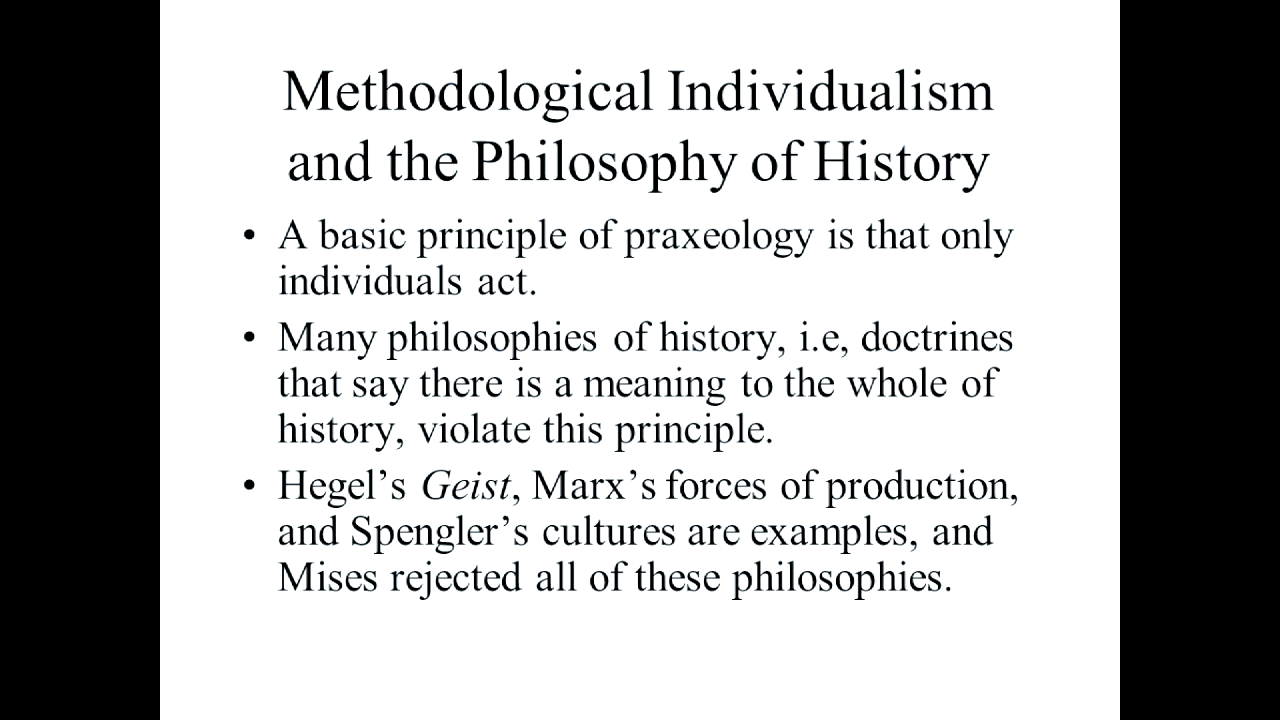 Methodological Individualism
and the Philosophy of History
• A basic principle of praxeology is that only
individuals act.
• Many philosophies of history, i.e, doctrines
that say there is a meaning to the whole of
history, violate this principle.
• Hegel’s Geist, Marx’s forces of production,
and Spengler’s cultures are examples, and
Mises rejected all of these philosophies.